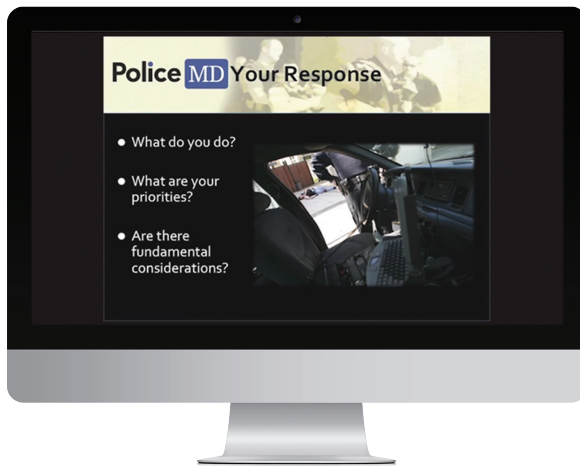 Police MD Your Response
What do you do?
What are your
priorities?
Are there
fundamental
considerations?